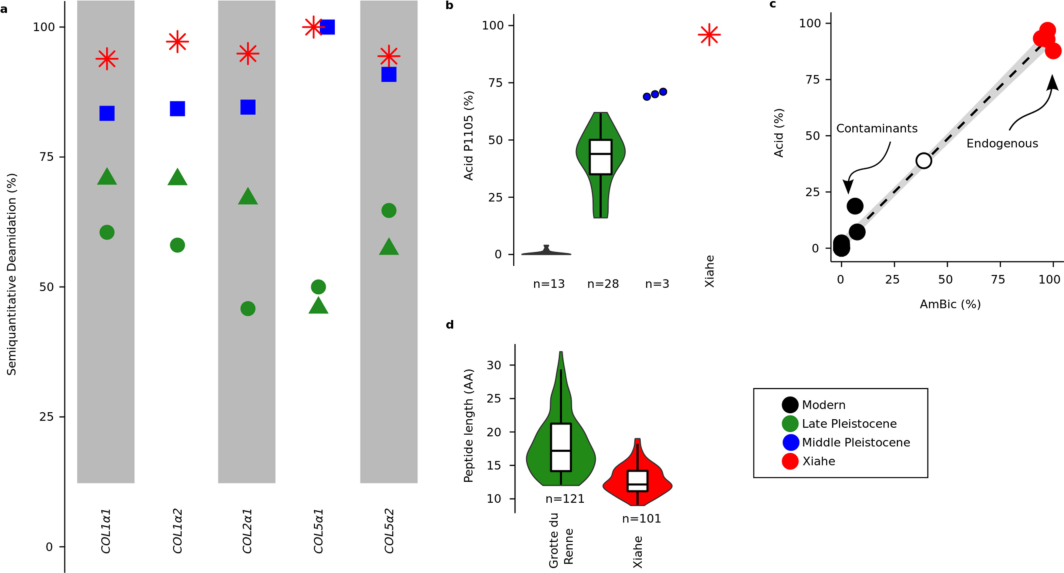 a
Semiquantitative Deamidation (%)
100
75
50
25
0
COL1α1
COL1α2
COL2α1
COL5α1
COL5α2
b
Acid P1105 (%)
100
75
50
25
0
n=13
n=28
n=3
Xiahe
c
Acid (%)
100
75
50
25
0
Contaminants
Endogenous
0
25
50
75
100
AmBic (%)
d
Peptide length (AA)
30
25
20
15
10
n=121
n=101
Grotte du
Renne
Xiahe
Modern
Late Pleistocene
Middle Pleistocene
Xiahe